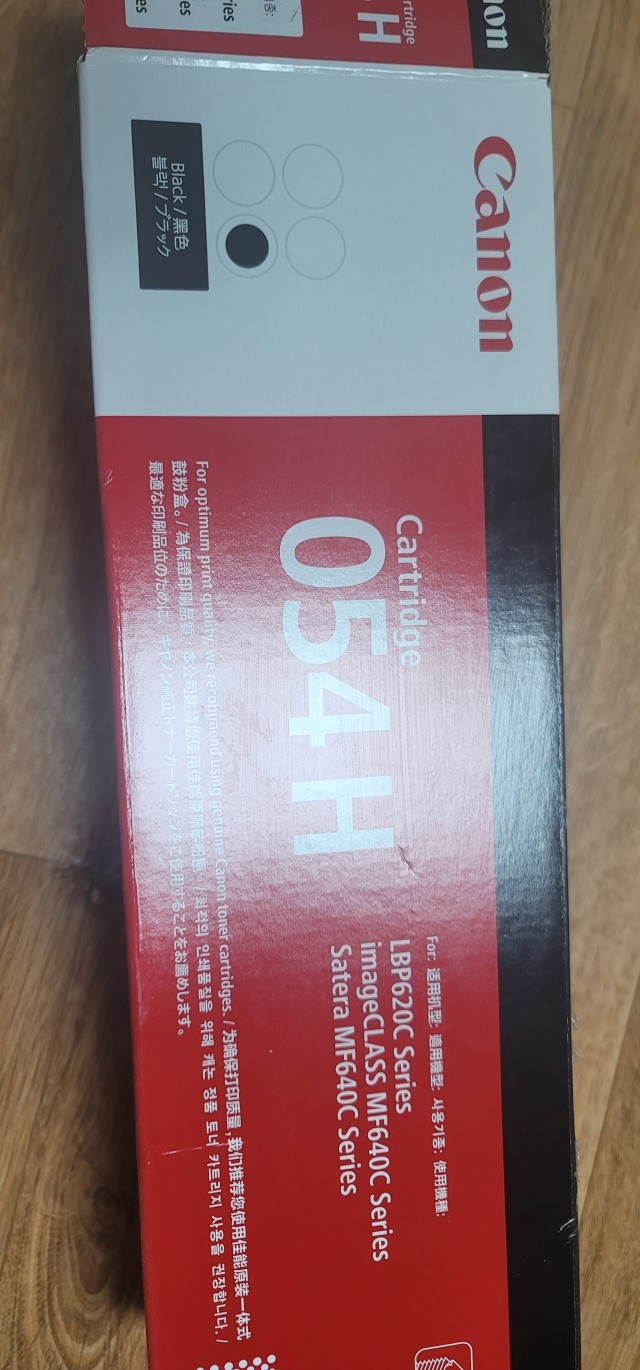 rtridge
H
Canon
Black / 黑色
블랙 / ブラック
Cartridge
054 H
For: 适用机型: 適用機型: 사용기종: 使用機種:
LBP620C Series
imageCLASS MF640C Series
Satera MF640C Series
For optimum print quality we recommend using genuine Canon toner cartridges. / 为确保打印质量,我们推荐您使用佳能原装一体式
鼓粉盒。/ 為保證印刷品質,本公司建議您使用佳能原裝碳粉匣。/ 최적의 인쇄품질을 위해 캐논 정품 토너 카트리지 사용을 권장합니다. /
最適な印刷品位のために、キヤノン純正トナーカートリッジをご使用することをお薦めします。